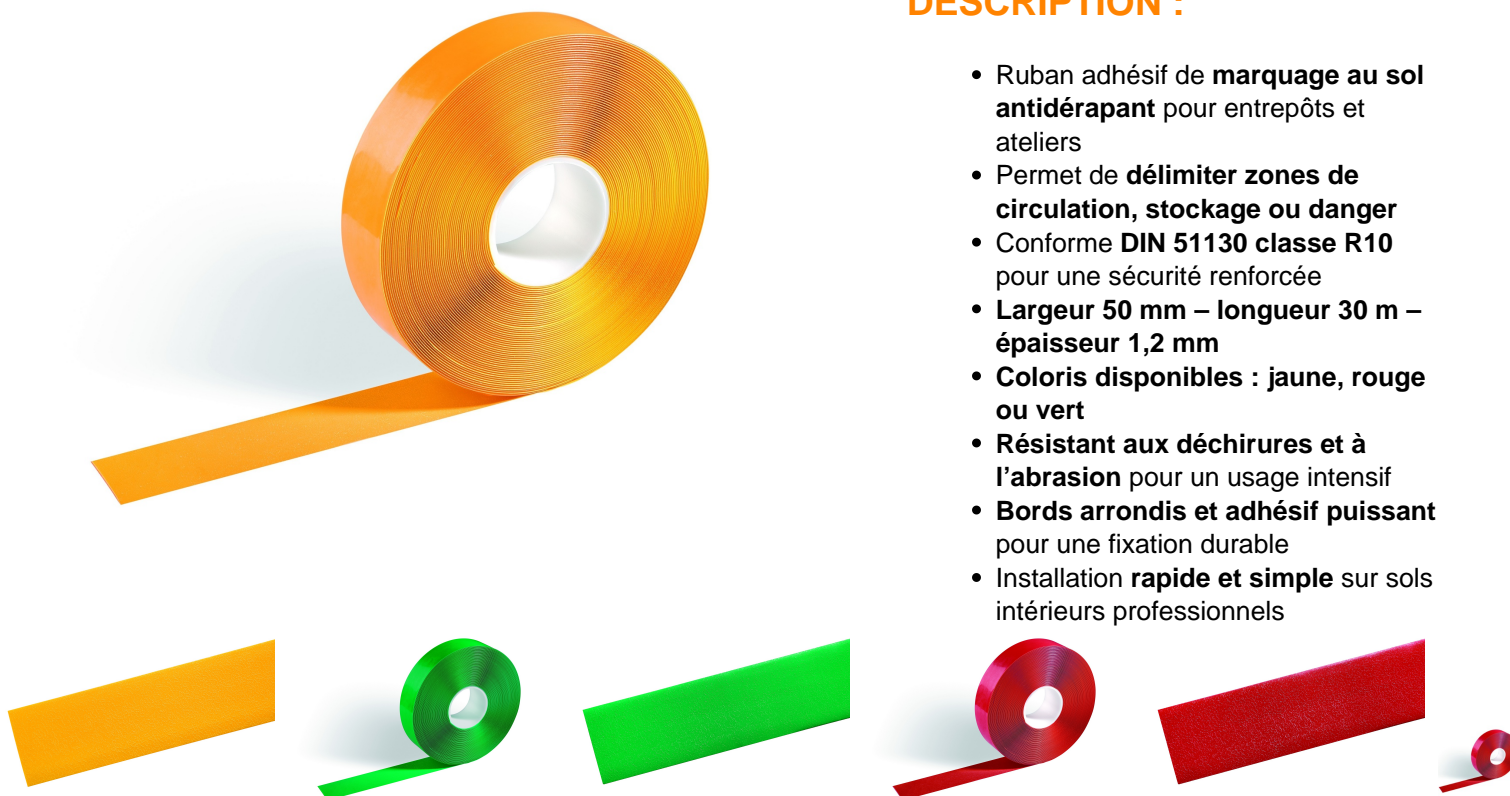 DESCRIPTION :
• Ruban adhésif de marquage au sol
antidérapant pour entrepôts et
ateliers
• Permet de délimiter zones de
circulation, stockage ou danger
• Conforme DIN 51130 classe R10
pour une sécurité renforcée
• Largeur 50 mm – longueur 30 m –
épaisseur 1,2 mm
• Coloris disponibles : jaune, rouge
ou vert
• Résistant aux déchirures et à
l’abrasion pour un usage intensif
• Bords arrondis et adhésif puissant
pour une fixation durable
• Installation rapide et simple sur sols
intérieurs professionnels